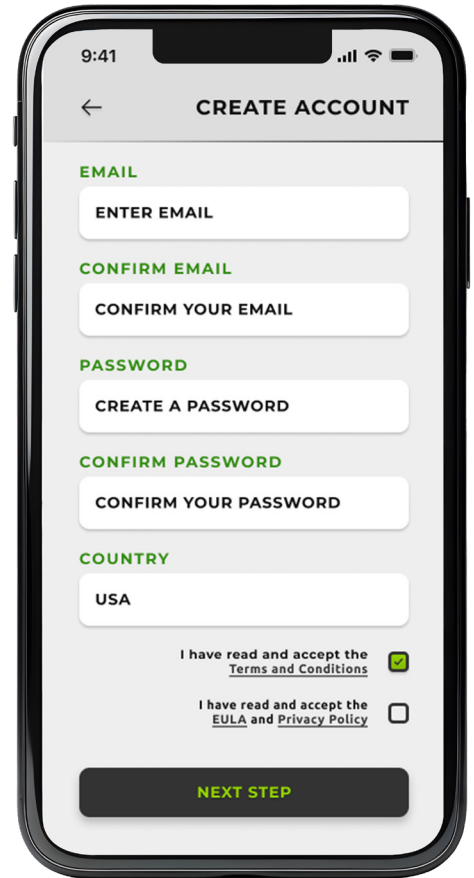 9:41
CREATE ACCOUNT
EMAIL
ENTER EMAIL
CONFIRM EMAIL
CONFIRM YOUR EMAIL
PASSWORD
CREATE A PASSWORD
CONFIRM PASSWORD
CONFIRM YOUR PASSWORD
COUNTRY
USA
I have read and accept the
Terms and Conditions
I have read and accept the
EULA and Privacy Policy
NEXT STEP